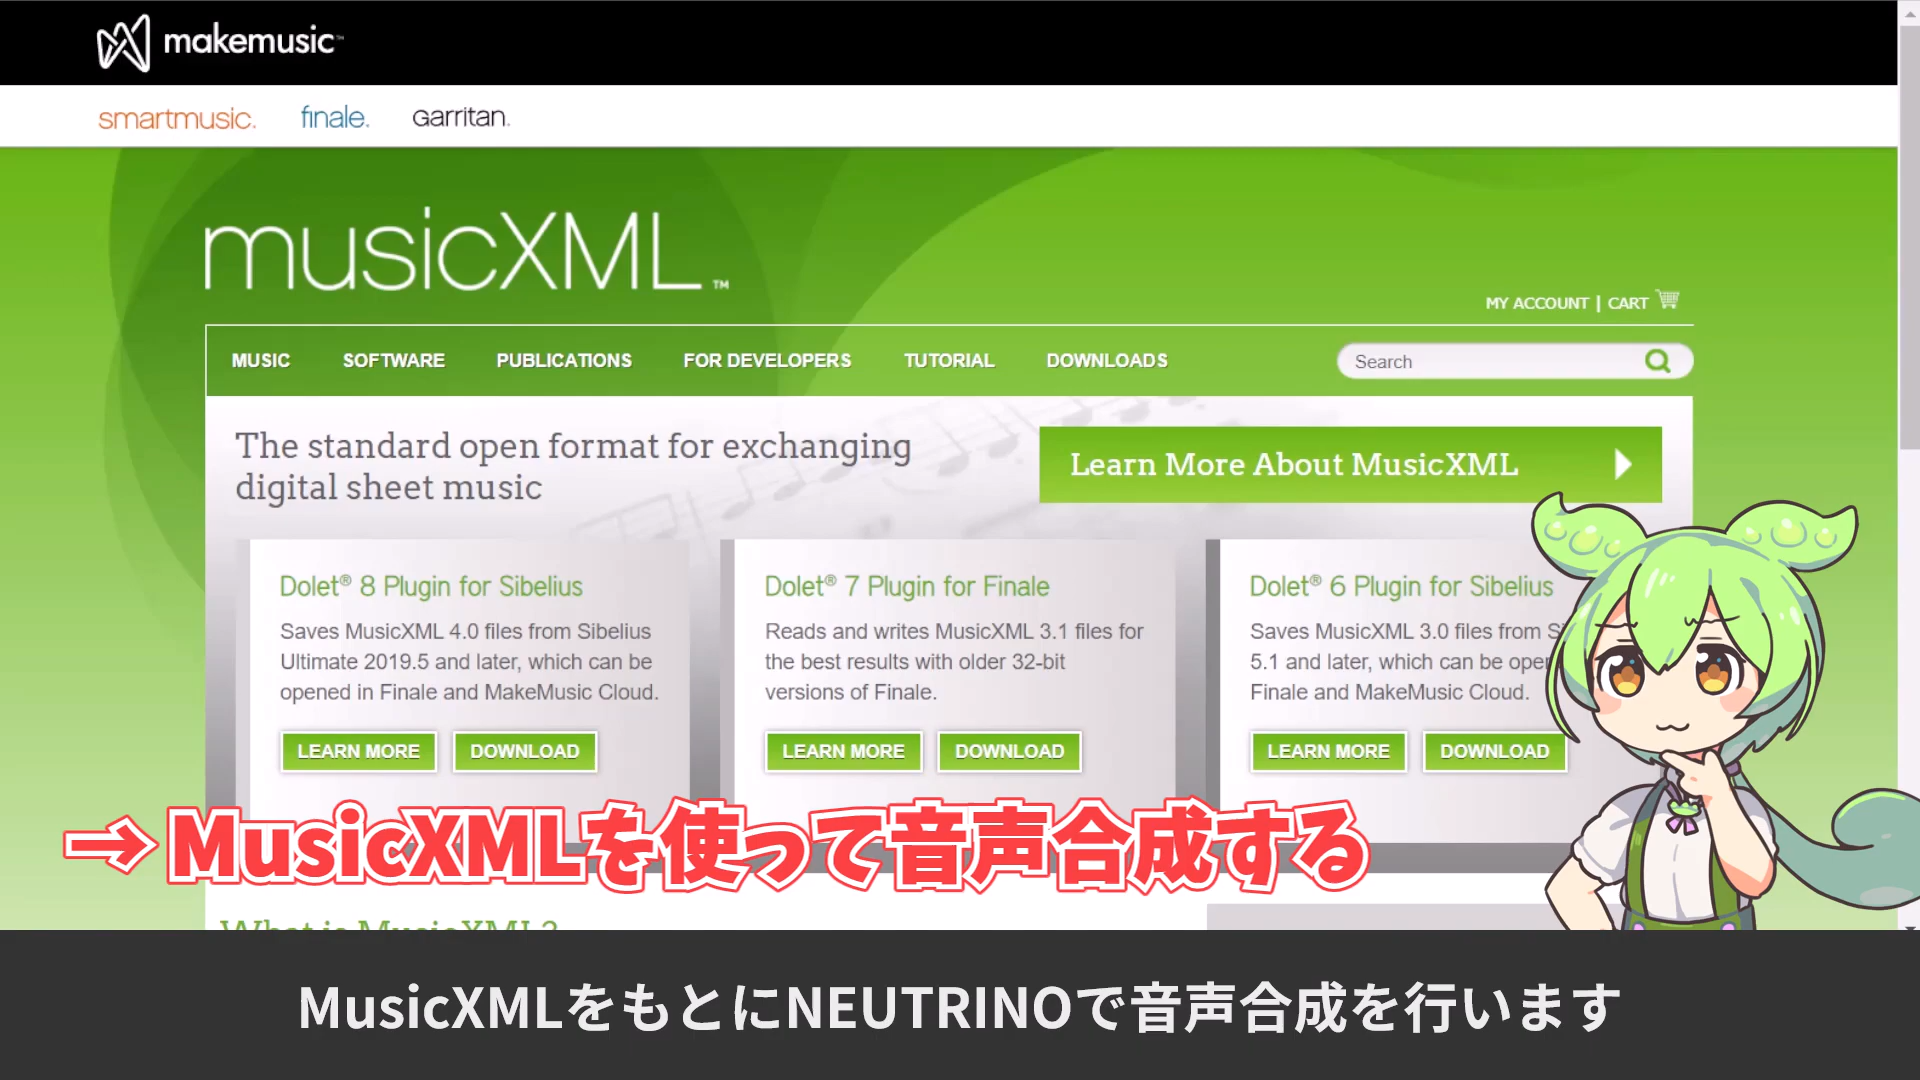 makemusic™
smartmusic.
finale.
Garritan.
musicXML™
MY ACCOUNT | CART
MUSIC
SOFTWARE
PUBLICATIONS
FOR DEVELOPERS
TUTORIAL
DOWNLOADS
Search
The standard open format for exchanging
digital sheet music
Learn More About MusicXML
Dolet® 8 Plugin for Sibelius
Saves MusicXML 4.0 files from Sibelius
Ultimate 2019.5 and later, which can be
opened in Finale and MakeMusic Cloud.
LEARN MORE
DOWNLOAD
Dolet® 7 Plugin for Finale
Reads and writes MusicXML 3.1 files for
the best results with older 32-bit
versions of Finale.
LEARN MORE
DOWNLOAD
Dolet® 6 Plugin for Sibelius
Saves MusicXML 3.0 files from
5.1 and later, which can be
Finale and MakeMusic Cloud.
LEARN MORE
DOWNLOAD
→ MusicXMLを使って音声合成する
What is MusicXML?
MusicXMLをもとにNEUTRINOで音声合成を行います